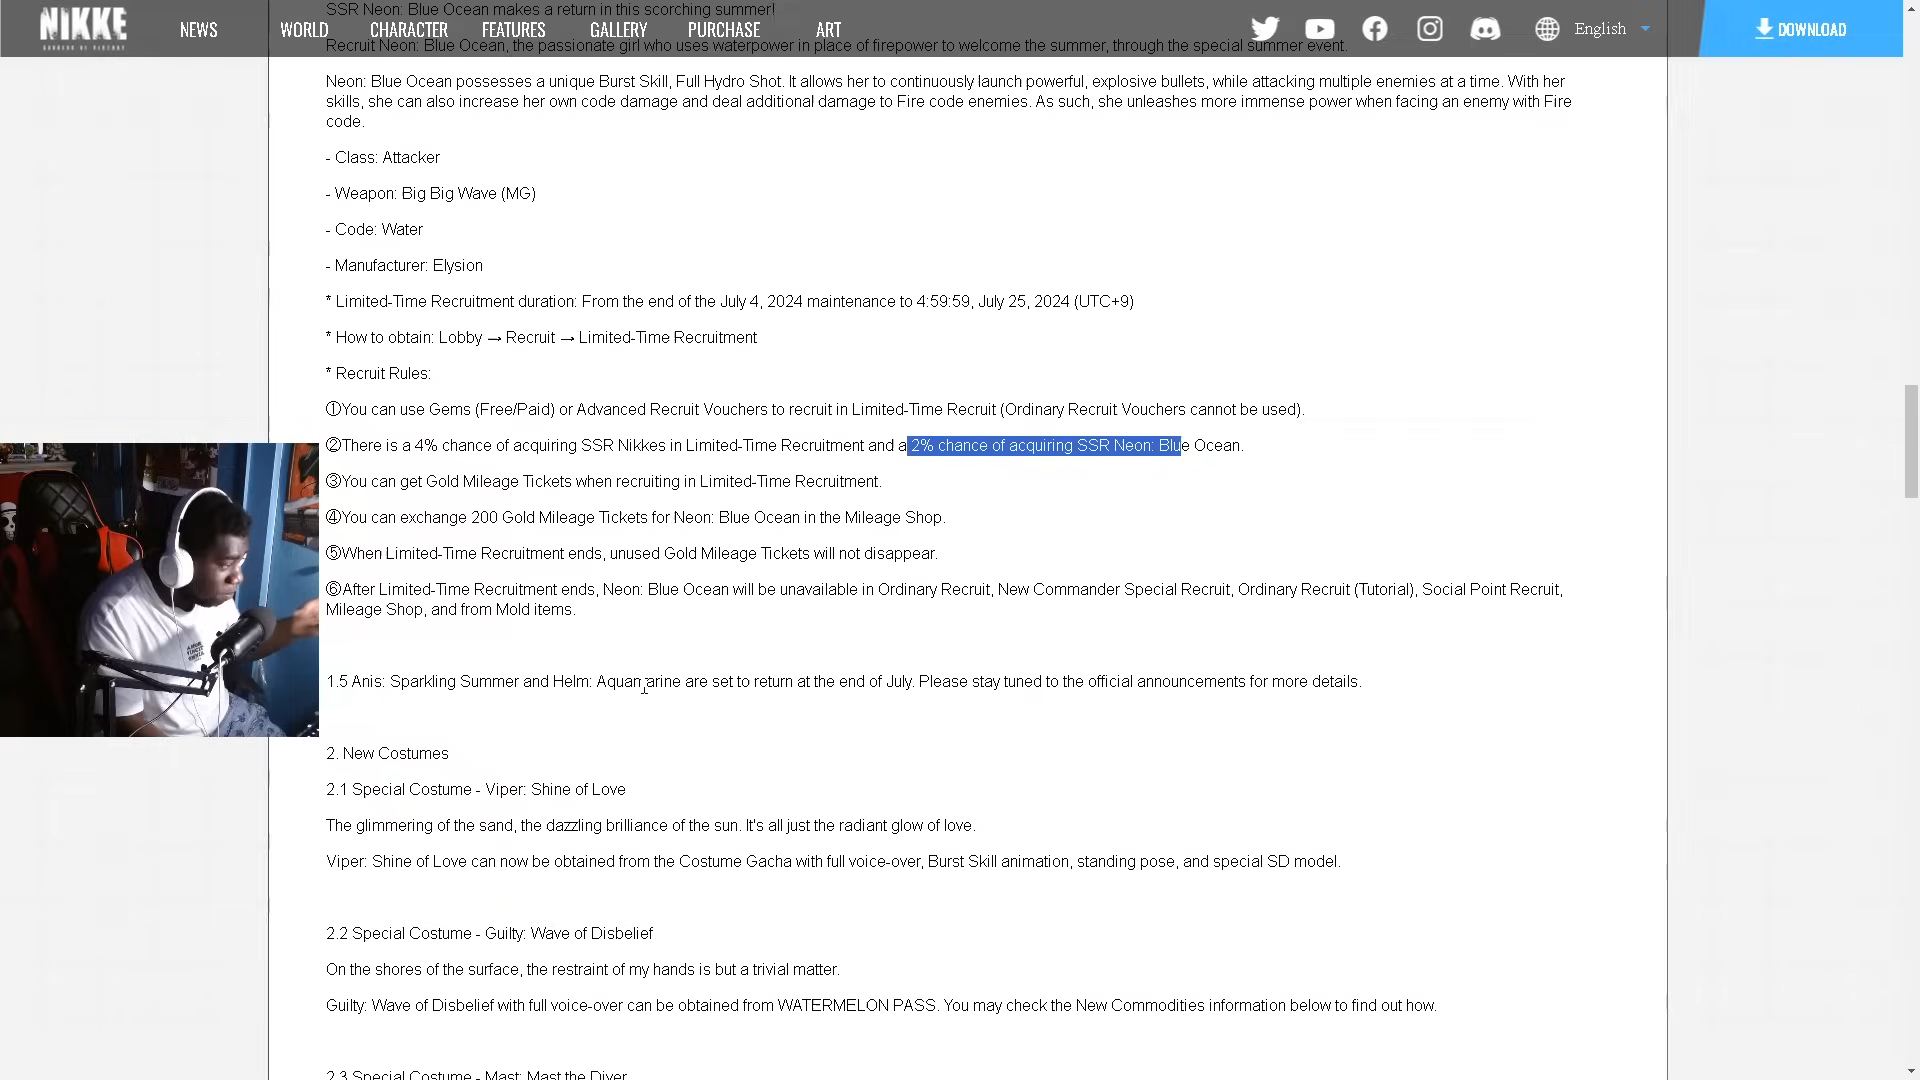 SSR Neon: Blue Ocean makes a return in this scorching summer!
NIKKE
NEWS
WORLD
CHARACTER
FEATURES
GALLERY
PURCHASE
ART
English
DOWNLOAD
Recruit Neon: Blue Ocean, the passionate girl who uses waterpower in place of firepower to welcome the summer, through the special summer event.
Neon: Blue Ocean possesses a unique Burst Skill, Full Hydro Shot. It allows her to continuously launch powerful, explosive bullets, while attacking multiple enemies at a time. With her
skills, she can also increase her own code damage and deal additional damage to Fire code enemies. As such, she unleashes more immense power when facing an enemy with Fire
code.
- Class: Attacker
- Weapon: Big Big Wave (MG)
- Code: Water
- Manufacturer: Elysion
* Limited-Time Recruitment duration: From the end of the July 4, 2024 maintenance to 4:59:59, July 25, 2024 (UTC+9)
* How to obtain: Lobby → Recruit → Limited-Time Recruitment
* Recruit Rules:
①You can use Gems (Free/Paid) or Advanced Recruit Vouchers to recruit in Limited-Time Recruit (Ordinary Recruit Vouchers cannot be used).
②There is a 4% chance of acquiring SSR Nikkes in Limited-Time Recruitment and a 2% chance of acquiring SSR Neon: Blue Ocean.
③You can get Gold Mileage Tickets when recruiting in Limited-Time Recruitment.
④You can exchange 200 Gold Mileage Tickets for Neon: Blue Ocean in the Mileage Shop.
⑤When Limited-Time Recruitment ends, unused Gold Mileage Tickets will not disappear.
⑥After Limited-Time Recruitment ends, Neon: Blue Ocean will be unavailable in Ordinary Recruit, New Commander Special Recruit, Ordinary Recruit (Tutorial), Social Point Recruit,
Mileage Shop, and from Mold items.
1.5 Anis: Sparkling Summer and Helm: Aquamarine are set to return at the end of July. Please stay tuned to the official announcements for more details.
2. New Costumes
2.1 Special Costume - Viper: Shine of Love
The glimmering of the sand, the dazzling brilliance of the sun. It's all just the radiant glow of love.
Viper: Shine of Love can now be obtained from the Costume Gacha with full voice-over, Burst Skill animation, standing pose, and special SD model.
2.2 Special Costume - Guilty: Wave of Disbelief
On the shores of the surface, the restraint of my hands is but a trivial matter.
Guilty: Wave of Disbelief with full voice-over can be obtained from WATERMELON PASS. You may check the New Commodities information below to find out how.
2.3 Special Costume - Mast: Mast the Diver